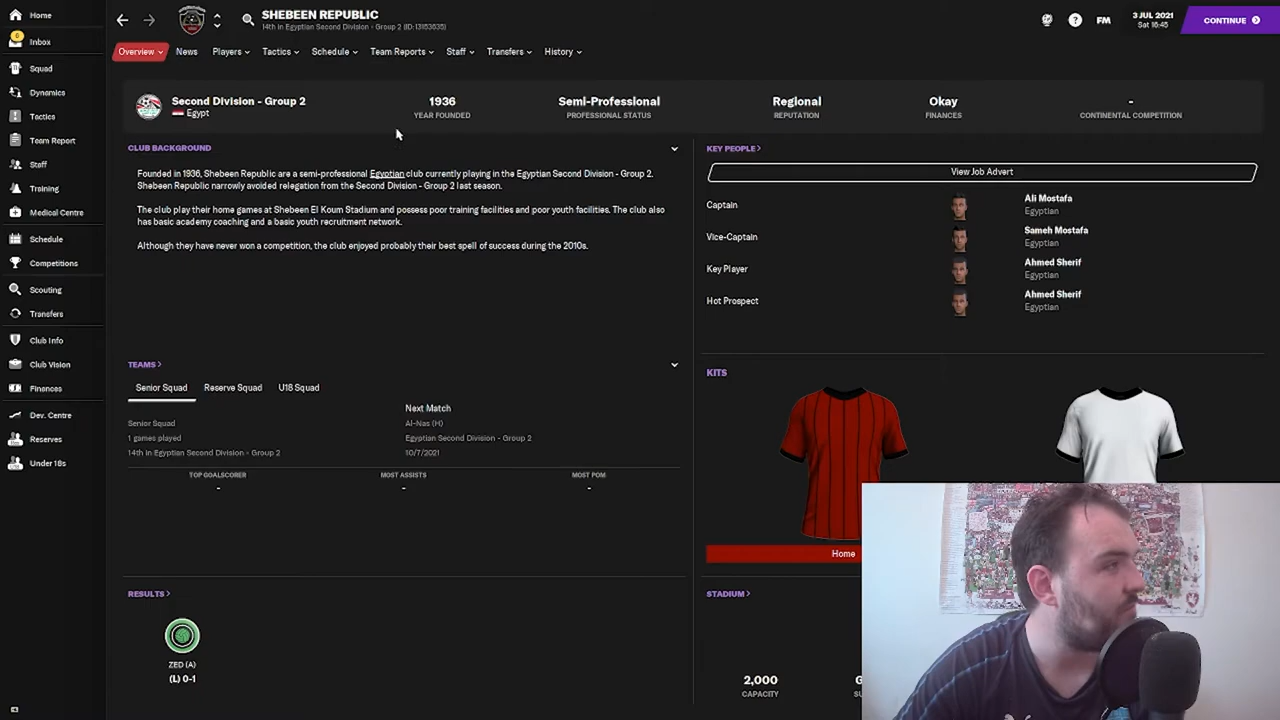 Home
6
Inbox
Squad
Dynamics
Tactics
Team Report
Staff
Training
Medical Centre
Schedule
Competitions
Scouting
Transfers
Club Info
Club Vision
Finances
Dev. Centre
Reserves
Under 18s
SHEBEEN REPUBLIC
14th in Egyptian Second Division - Group 2 (ID:13153635)
? FM
3 JUL 2021
Sat 16:45
CONTINUE
Overview News Players Tactics Schedule Team Reports Staff Transfers History
Second Division - Group 2
Egypt
1936
YEAR FOUNDED
Semi-Professional
PROFESSIONAL STATUS
Regional
REPUTATION
Okay
FINANCES
-
CONTINENTAL COMPETITION
CLUB BACKGROUND
Founded in 1936, Shebeen Republic are a semi-professional Egyptian club currently playing in the Egyptian Second Division - Group 2.
Shebeen Republic narrowly avoided relegation from the Second Division - Group 2 last season.
The club play their home games at Shebeen El Koum Stadium and possess poor training facilities and poor youth facilities. The club also
has basic academy coaching and a basic youth recruitment network.
Although they have never won a competition, the club enjoyed probably their best spell of success during the 2010s.
KEY PEOPLE >
View Job Advert
Captain
Ali Mostafa
Egyptian
Vice-Captain
Sameh Mostafa
Egyptian
Key Player
Ahmed Sherif
Egyptian
Hot Prospect
Ahmed Sherif
Egyptian
TEAMS >
Senior Squad Reserve Squad U18 Squad
Senior Squad
1 games played
14th in Egyptian Second Division - Group 2
Next Match
Al-Nas (H)
Egyptian Second Division - Group 2
10/7/2021
TOP GOALSCORER
-
MOST ASSISTS
-
MOST POM
-
KITS
Home
RESULTS >
ZED (A)
(L) 0-1
STADIUM >
2,000
CAPACITY